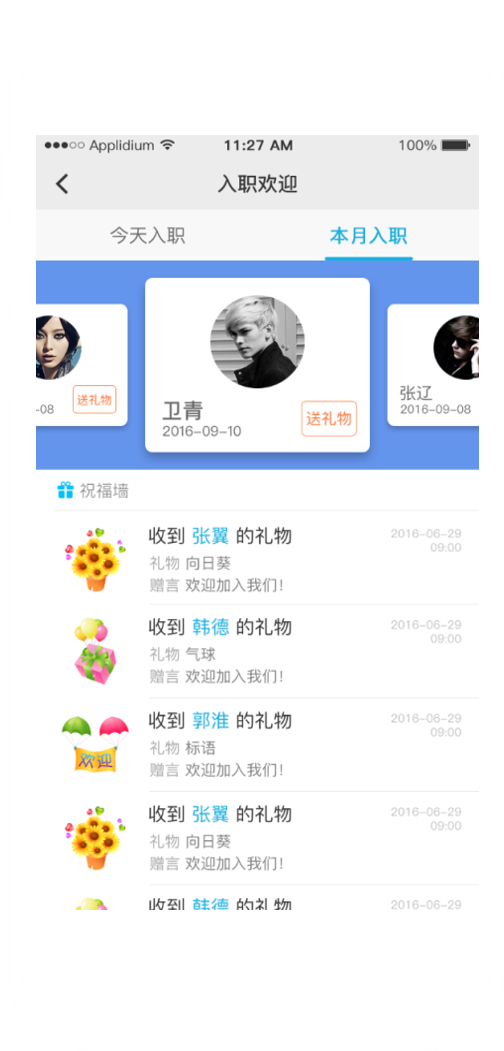 ●●●○○ Applidium 11:27 AM 100%
入职欢迎
今天入职 本月入职
-08 送礼物
卫青
2016-09-10 送礼物
张辽
2016-09-08
祝福墙
收到 张翼 的礼物 2016-06-29
09:00
礼物 向日葵
赠言 欢迎加入我们！
收到 韩德 的礼物 2016-06-29
09:00
礼物 气球
赠言 欢迎加入我们！
欢迎
收到 郭淮 的礼物 2016-06-29
09:00
礼物 标语
赠言 欢迎加入我们！
收到 张翼 的礼物 2016-06-29
09:00
礼物 向日葵
赠言 欢迎加入我们！
收到 韩德 的礼物 2016-06-29